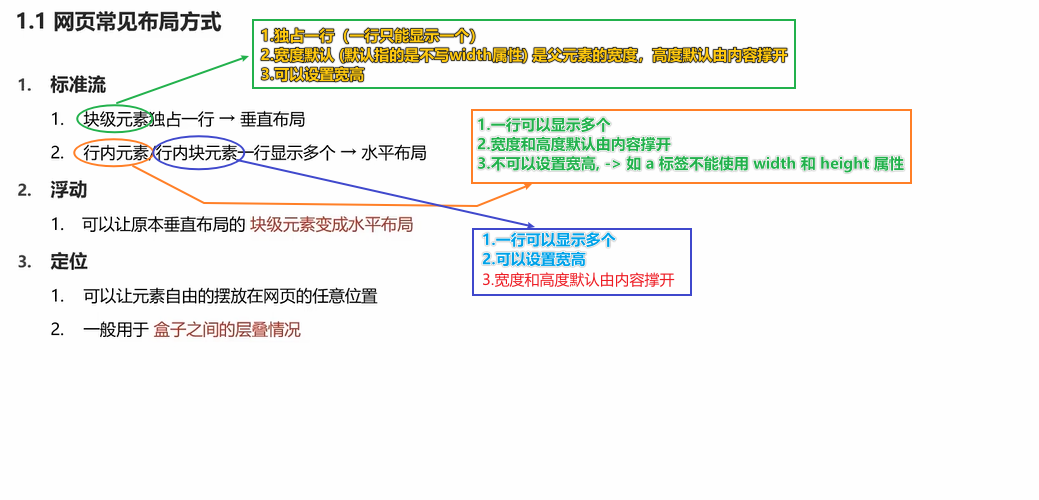 1.1 网页常见布局方式
1.独占一行（一行只能显示一个）
2.宽度默认 (默认指的是不写width属性) 是父元素的宽度，高度默认由内容撑开
3.可以设置宽高
1. 标准流
1. 块级元素独占一行 → 垂直布局
2. 行内元素/行内块元素一行显示多个 → 水平布局
1.一行可以显示多个
2.宽度和高度默认由内容撑开
3.不可以设置宽高, -> 如 a 标签不能使用 width 和 height 属性
2. 浮动
1. 可以让原本垂直布局的 块级元素变成水平布局
1.一行可以显示多个
2.可以设置宽高
3.宽度和高度默认由内容撑开
3. 定位
1. 可以让元素自由的摆放在网页的任意位置
2. 一般用于 盒子之间的层叠情况